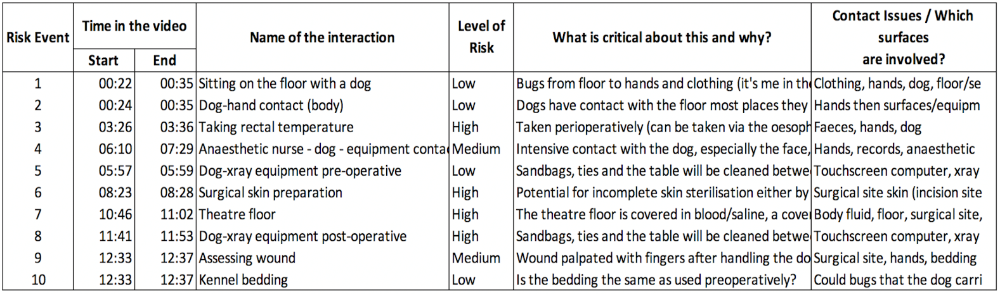 Risk Event Time in the video Name of the interaction Level of Risk What is critical about this and why? Contact Issues / Which surfaces are involved?
Start End
1 00:22 00:35 Sitting on the floor with a dog Low Bugs from floor to hands and clothing (it's me in the Clothing, hands, dog, floor/se
2 00:24 00:35 Dog-hand contact (body) Low Dogs have contact with the floor most places they Hands then surfaces/equipm
3 03:26 03:36 Taking rectal temperature High Taken perioperatively (can be taken via the oesoph Faeces, hands, dog
4 06:10 07:29 Anaesthetic nurse - dog - equipment conta Medium Intensive contact with the dog, especially the face, Hands, records, anaesthetic
5 05:57 05:59 Dog-xray equipment pre-operative Low Sandbags, ties and the table will be cleaned betwe Touchscreen computer, xray
6 08:23 08:28 Surgical skin preparation High Potential for incomplete skin sterilisation either by Surgical site skin (incision site
7 10:46 11:02 Theatre floor High The theatre floor is covered in blood/saline, a cover Body fluid, floor, surgical site,
8 11:41 11:53 Dog-xray equipment post-operative High Sandbags, ties and the table will be cleaned betwe Touchscreen computer, xray
9 12:33 12:37 Assessing wound Medium Wound palpated with fingers after handling the do Surgical site, hands, bedding
10 12:33 12:37 Kennel bedding Low Is the bedding the same as used preoperatively? Could bugs that the dog carri